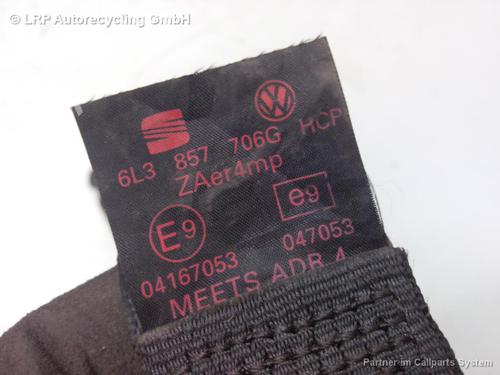 © LRP Autorecycling GmbH
6L3 857 706G HCP
ZAer4mp
E9 e9
04167053 047053
MEETS ADR 4
Partner im Callparts System